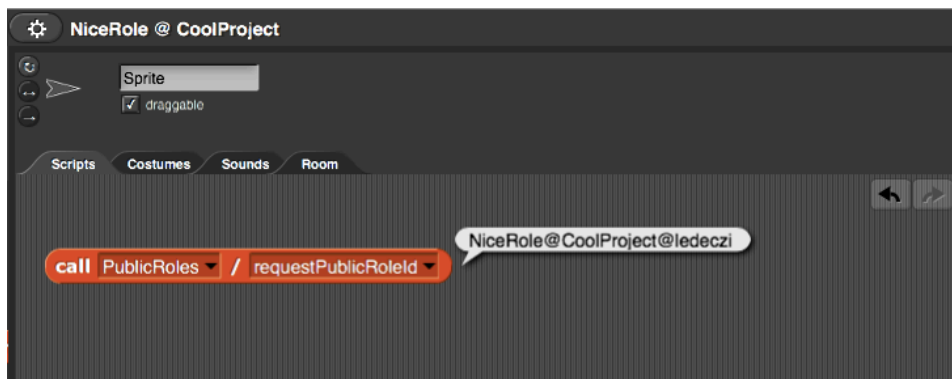 NiceRole @ CoolProject
Sprite
draggable
Scripts Costumes Sounds Room
NiceRole@CoolProject@ledeczi
call PublicRoles / requestPublicRoleId